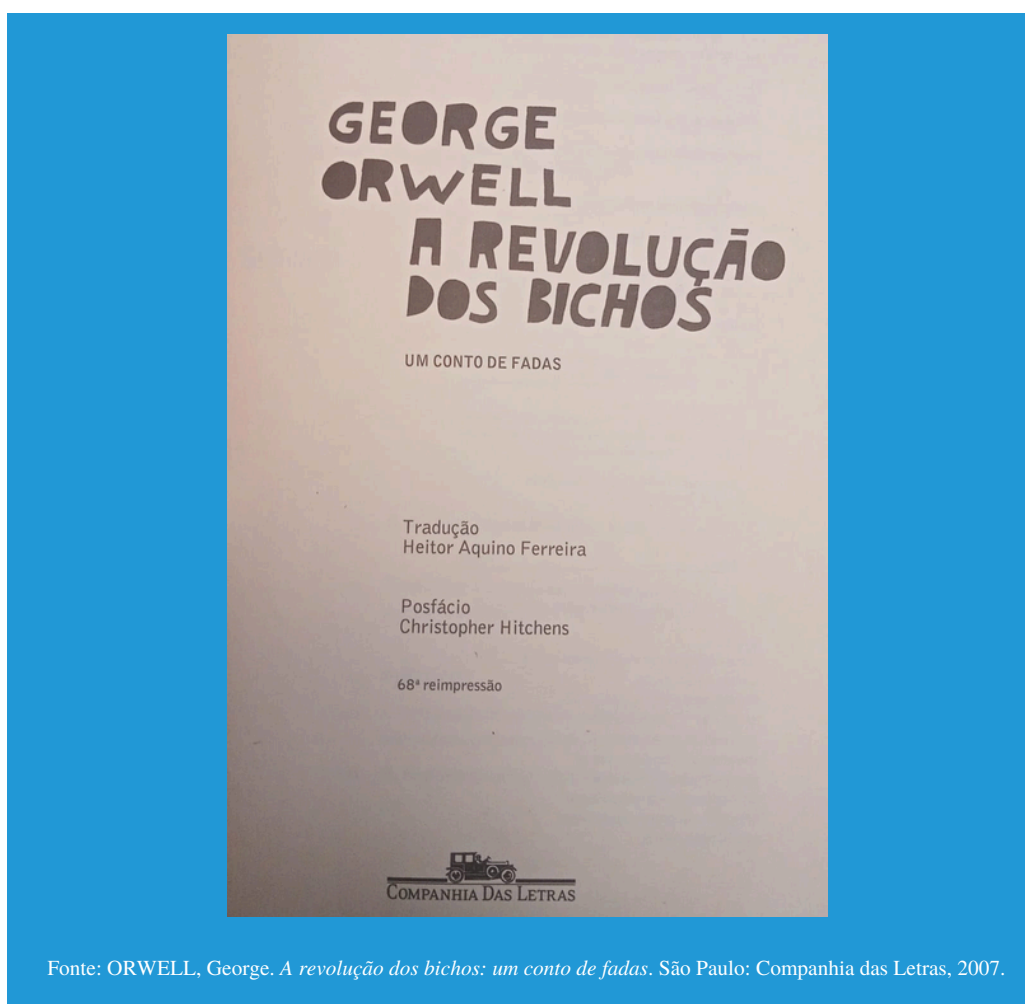 GEORGE
ORWELL
A REVOLUÇÃO
DOS BICHOS
UM CONTO DE FADAS
Tradução
Heitor Aquino Ferreira
Posfácio
Christopher Hitchens
68ª reimpressão
COMPANHIA DAS LETRAS
Fonte: ORWELL, George. A revolução dos bichos: um conto de fadas. São Paulo: Companhia das Letras, 2007.